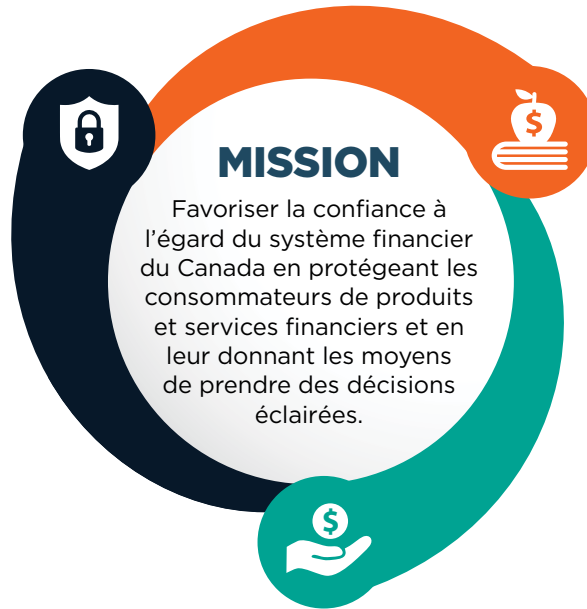 $
MISSION
Favoriser la confiance à
l’égard du système financier
du Canada en protégeant les
consommateurs de produits
et services financiers et en
leur donnant les moyens
de prendre des décisions
éclairées.
$